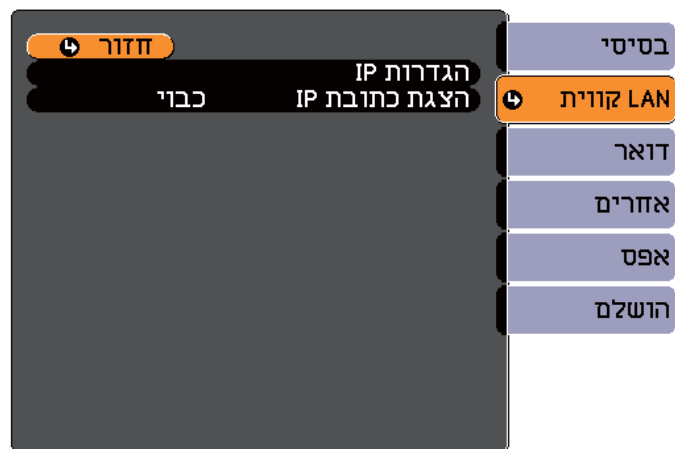 בסיסי
LAN קווית
דואר
אחרים
אפס
הושלם
חזור
הגדרות IP
הצגת כתובת IP כבוי